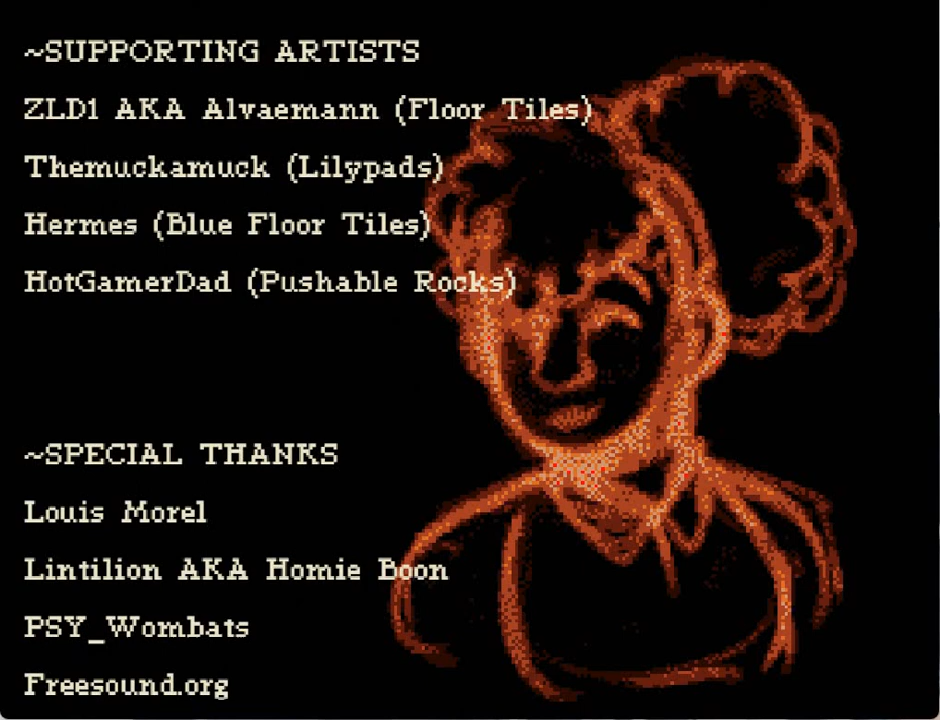 ~SUPPORTING ARTISTS
ZLD1 AKA Alvaemann (Floor Tiles)
Themuckamuck (Lilypads)
Hermes (Blue Floor Tiles)
HotGamerDad (Pushable Rocks)
~SPECIAL THANKS
Louis Morel
Lintilion AKA Homie Boon
PSY_Wombats
Freesound.org